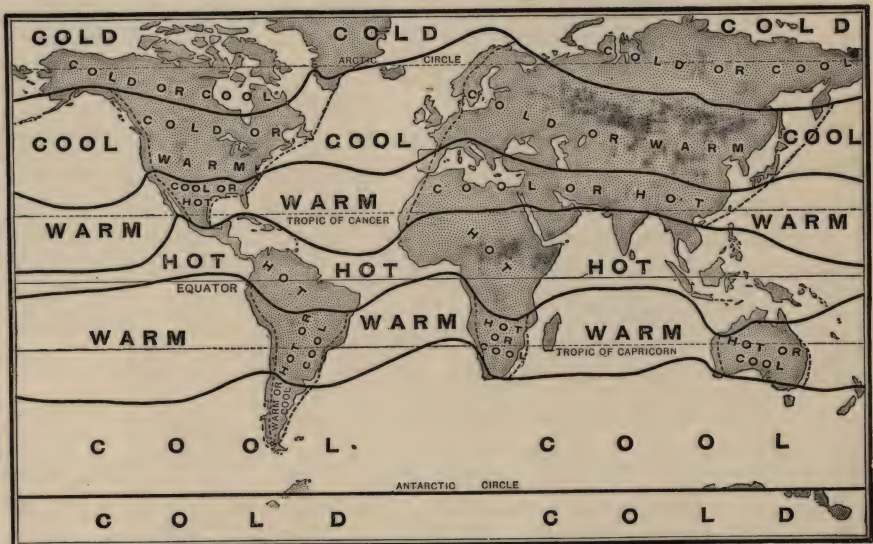 COLD COLD COLD
ARCTIC CIRCLE
COLD OR COOL
COLD OR COOL
COOL COOL COOL
COLD OR WARM
COLD OR WARM
COOL OR HOT
COOL OR HOT
WARM WARM WARM
TROPIC OF CANCER
HOT HOT HOT
HOT
HOT
EQUATOR
WARM WARM WARM
HOT OR COOL
HOT OR COOL
HOT OR COOL
TROPIC OF CAPRICORN
WARM OR COOL
COOL COOL
ANTARCTIC CIRCLE
COLD COLD